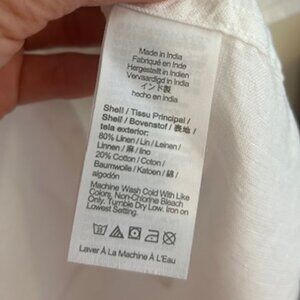 Made in India
Fabriqué en Inde
Hergestellt in Indien
Vervaardigd in India
インド製
hecho en India
Shell / Tissu Principal /
Shell / Bovenstof / 表地 /
tela exterior:
80% Linen/ Lin / Leinen/
Linnen / 麻 / lino
20% Cotton / Coton /
Baumwolle / Katoen / 綿 /
algodón
Machine Wash Cold With Like
Colors. Non-Chlorine Bleach
Only. Tumble Dry Low. Iron on
Lowest Setting.
Laver À La Machine À L'Eau